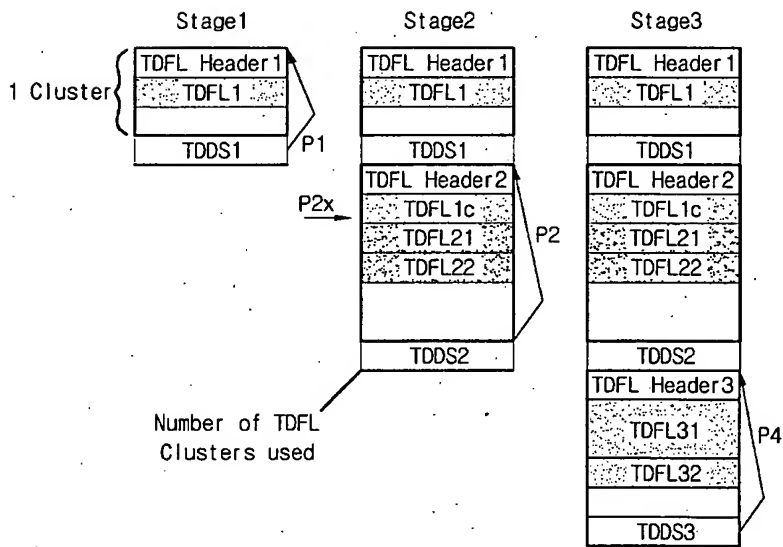 Stage1
Stage2
Stage3
1 Cluster
TDFL Header1
TDFL1
TDDS1
P1
TDFL Header1
TDFL1
TDDS1
TDFL Header2
P2x
TDFL1c
TDFL21
TDFL22
P2
TDDS2
Number of TDFL
Clusters used
TDFL Header1
TDFL1
TDDS1
TDFL Header2
TDFL1c
TDFL21
TDFL22
TDDS2
TDFL Header3
TDFL31
P4
TDFL32
TDDS3